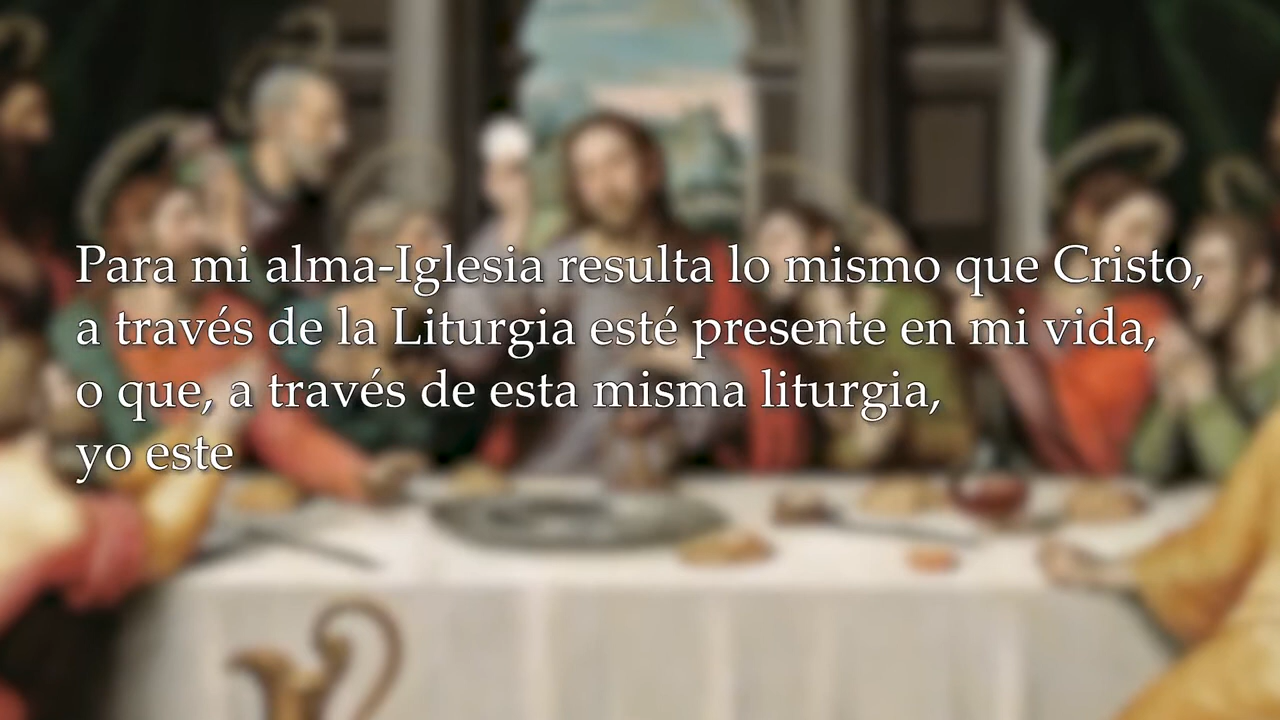 Para mi alma-Iglesia resulta lo mismo que Cristo,
a través de la Liturgia esté presente en mi vida,
o que, a través de esta misma liturgia,
yo este